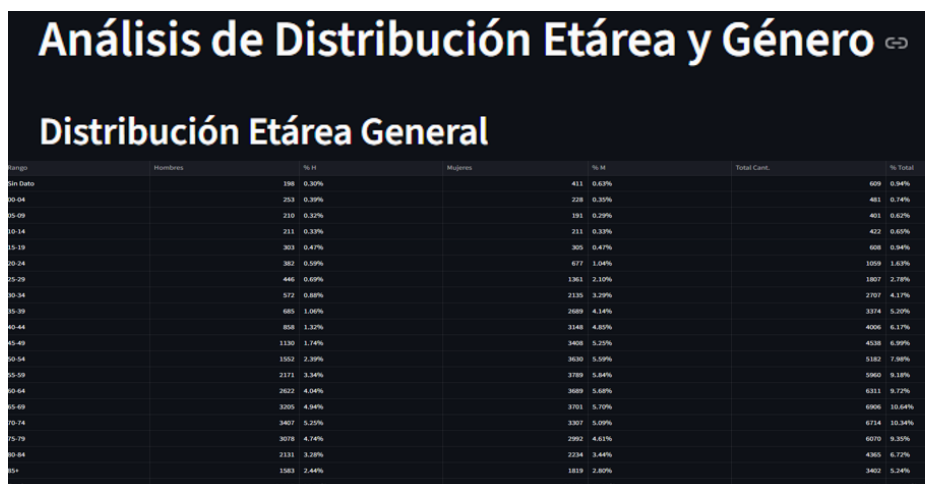 Análisis de Distribución Etárea y Género
Distribución Etárea General
Rango Hombres % H Mujeres % M Total Cant. % Total
Sin Dato 198 0.30% 411 0.63% 609 0.94%
00-04 253 0.39% 228 0.35% 481 0.74%
05-09 210 0.32% 191 0.29% 401 0.62%
10-14 211 0.33% 211 0.33% 422 0.65%
15-19 303 0.47% 305 0.47% 608 0.94%
20-24 382 0.59% 677 1.04% 1059 1.63%
25-29 446 0.69% 1361 2.10% 1807 2.78%
30-34 572 0.88% 2135 3.29% 2707 4.17%
35-39 685 1.06% 2689 4.14% 3374 5.20%
40-44 858 1.32% 3148 4.85% 4006 6.17%
45-49 1130 1.74% 3408 5.25% 4538 6.99%
50-54 1552 2.39% 3630 5.59% 5182 7.98%
55-59 2171 3.34% 3789 5.84% 5960 9.18%
60-64 2622 4.04% 3689 5.68% 6311 9.72%
65-69 3205 4.94% 3701 5.70% 6906 10.64%
70-74 3407 5.25% 3307 5.09% 6714 10.34%
75-79 3078 4.74% 2992 4.61% 6070 9.35%
80-84 2131 3.28% 2234 3.44% 4365 6.72%
85+ 1583 2.44% 1819 2.80% 3402 5.24%